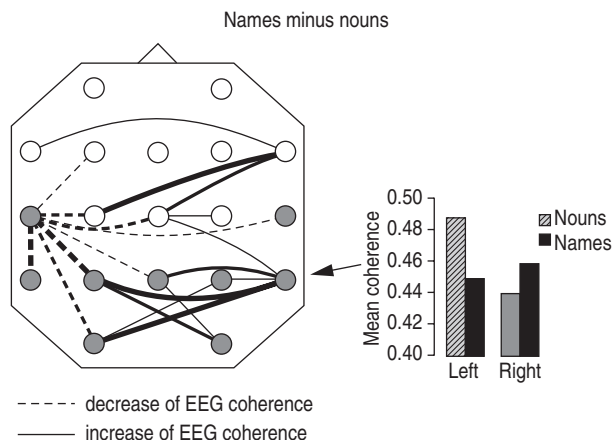 Names minus nouns
0.50
0.48
0.46
0.44
0.42
0.40
Mean coherence
Nouns
Names
Left Right
decrease of EEG coherence
increase of EEG coherence